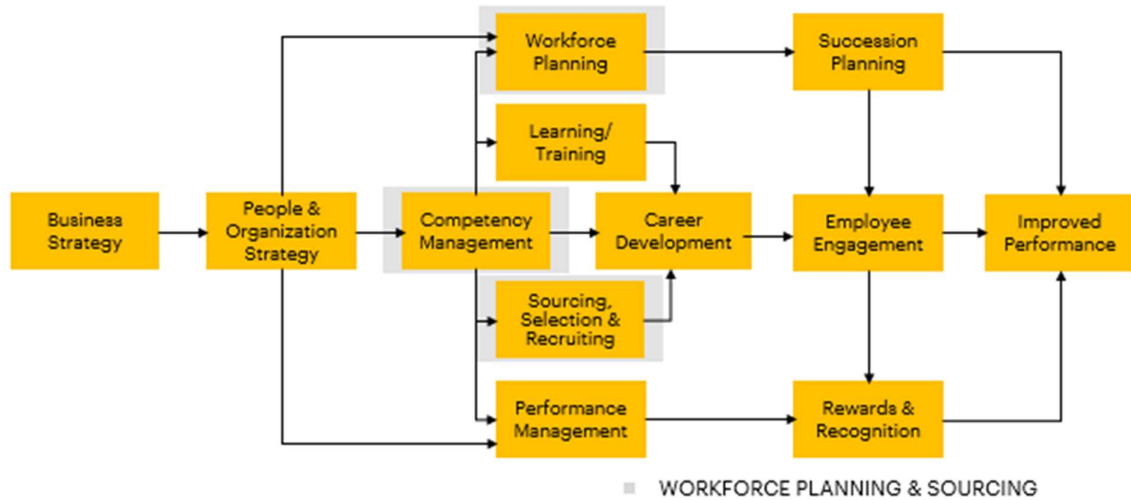 Workforce
Planning
Succession
Planning
Learning/
Training
Business
Strategy
People &
Organization
Strategy
Competency
Management
Career
Development
Employee
Engagement
Improved
Performance
Sourcing,
Selection &
Recruiting
Performance
Management
Rewards &
Recognition
WORKFORCE PLANNING & SOURCING